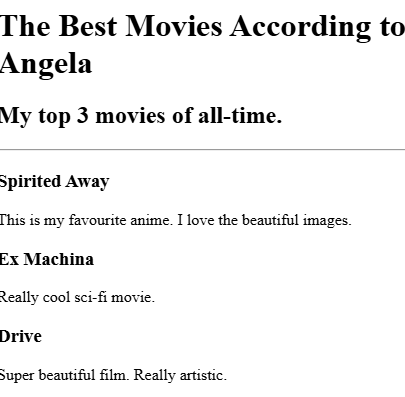 The Best Movies According to
Angela
My top 3 movies of all-time.
Spirited Away
This is my favourite anime. I love the beautiful images.
Ex Machina
Really cool sci-fi movie.
Drive
Super beautiful film. Really artistic.